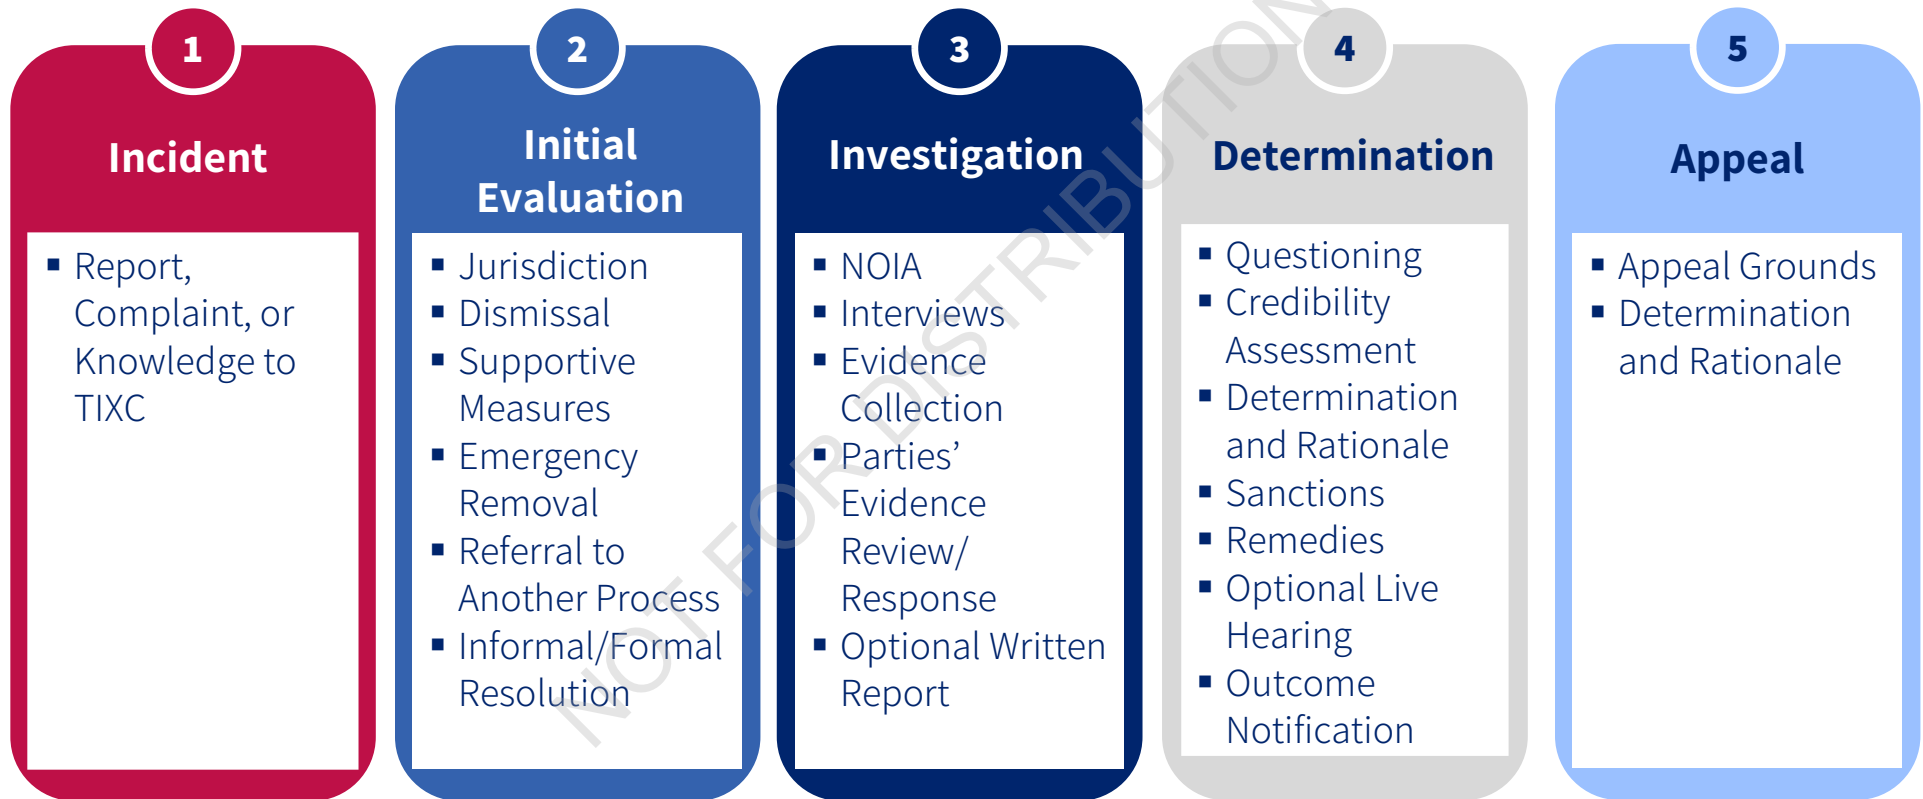 1
Incident
▪ Report,
Complaint, or
Knowledge to
TIXC
2
Initial
Evaluation
▪ Jurisdiction
▪ Dismissal
▪ Supportive
Measures
▪ Emergency
Removal
▪ Referral to
Another Process
▪ Informal/Formal
Resolution
3
Investigation
▪ NOIA
▪ Interviews
▪ Evidence
Collection
▪ Parties’
Evidence
Review/
Response
▪ Optional Written
Report
4
Determination
▪ Questioning
▪ Credibility
Assessment
▪ Determination
and Rationale
▪ Sanctions
▪ Remedies
▪ Optional Live
Hearing
▪ Outcome
Notification
5
Appeal
▪ Appeal Grounds
▪ Determination
and Rationale
NOT FOR DISTRIBUTION